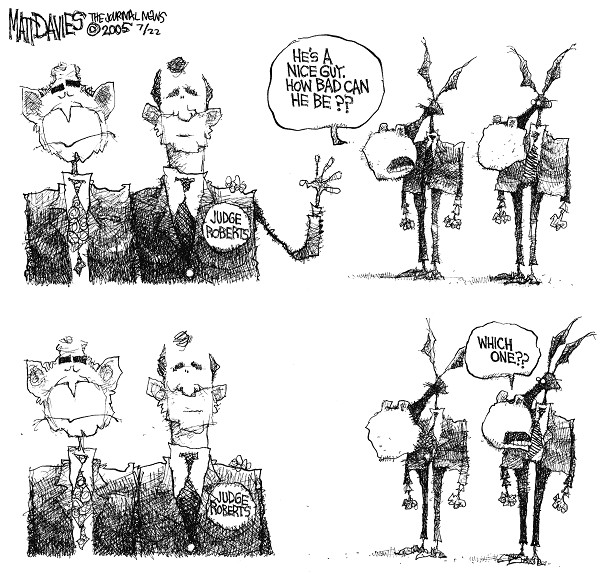 MATT DAVIES THE JOURNAL NEWS
© 2005 7/22
HE'S A
NICE GUY.
HOW BAD CAN
HE BE??
JUDGE
ROBERTS
WHICH
ONE??
JUDGE
ROBERTS